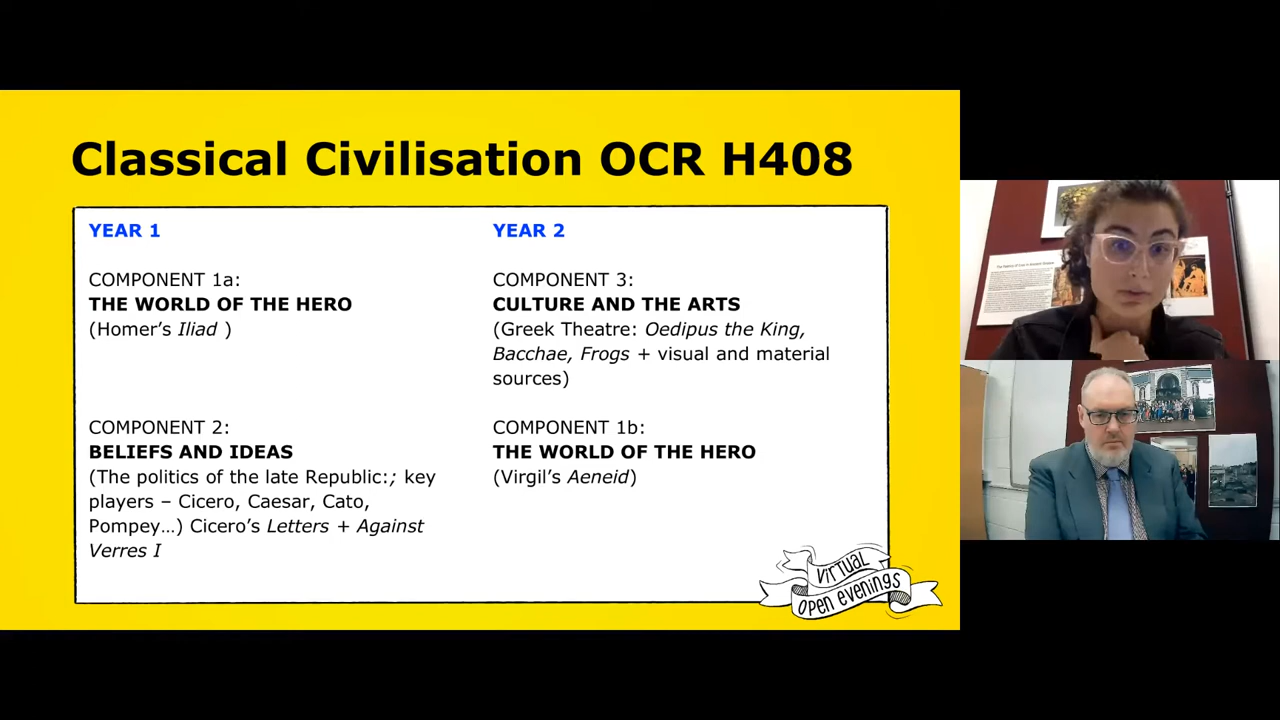 Classical Civilisation OCR H408
YEAR 1
COMPONENT 1a:
THE WORLD OF THE HERO
(Homer’s Iliad )
COMPONENT 2:
BELIEFS AND IDEAS
(The politics of the late Republic:; key
players – Cicero, Caesar, Cato,
Pompey…) Cicero’s Letters + Against
Verres I
YEAR 2
COMPONENT 3:
CULTURE AND THE ARTS
(Greek Theatre: Oedipus the King,
Bacchae, Frogs + visual and material
sources)
COMPONENT 1b:
THE WORLD OF THE HERO
(Virgil’s Aeneid)
VIRTUAL
OPEN EVENINGS